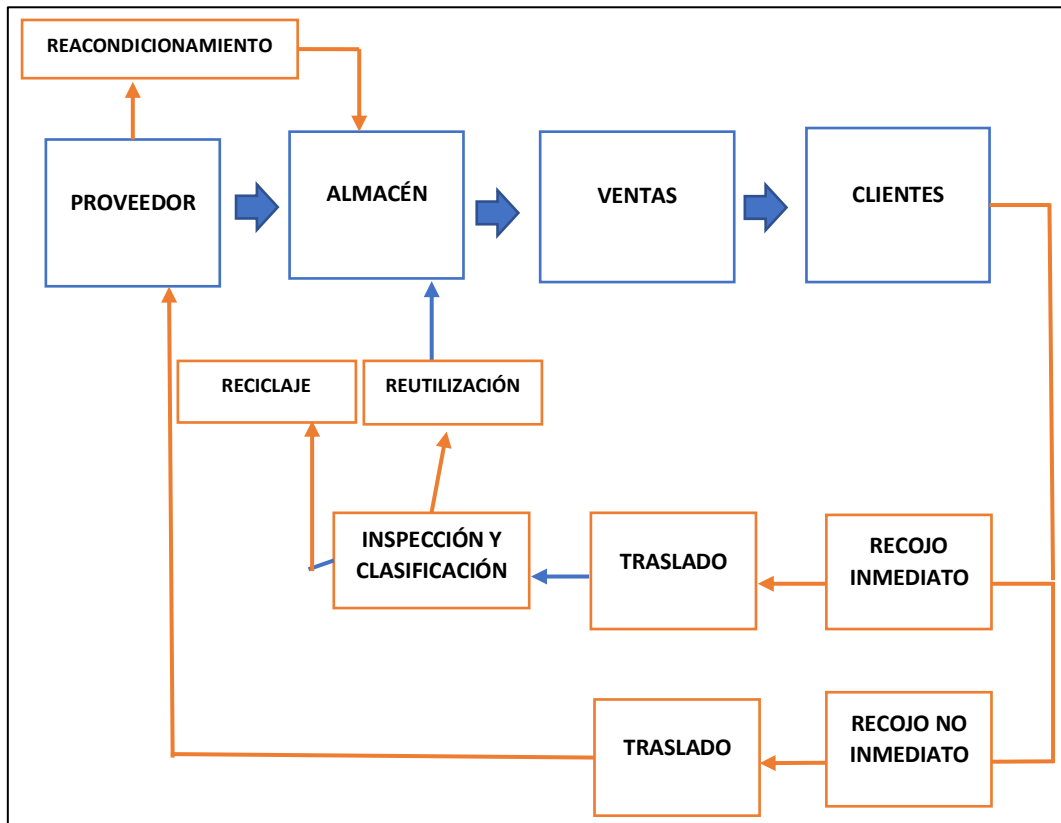 REACONDICIONAMIENTO
PROVEEDOR
ALMACÉN
VENTAS
CLIENTES
RECICLAJE
REUTILIZACIÓN
INSPECCIÓN Y
CLASIFICACIÓN
TRASLADO
RECOJO
INMEDIATO
TRASLADO
RECOJO NO
INMEDIATO